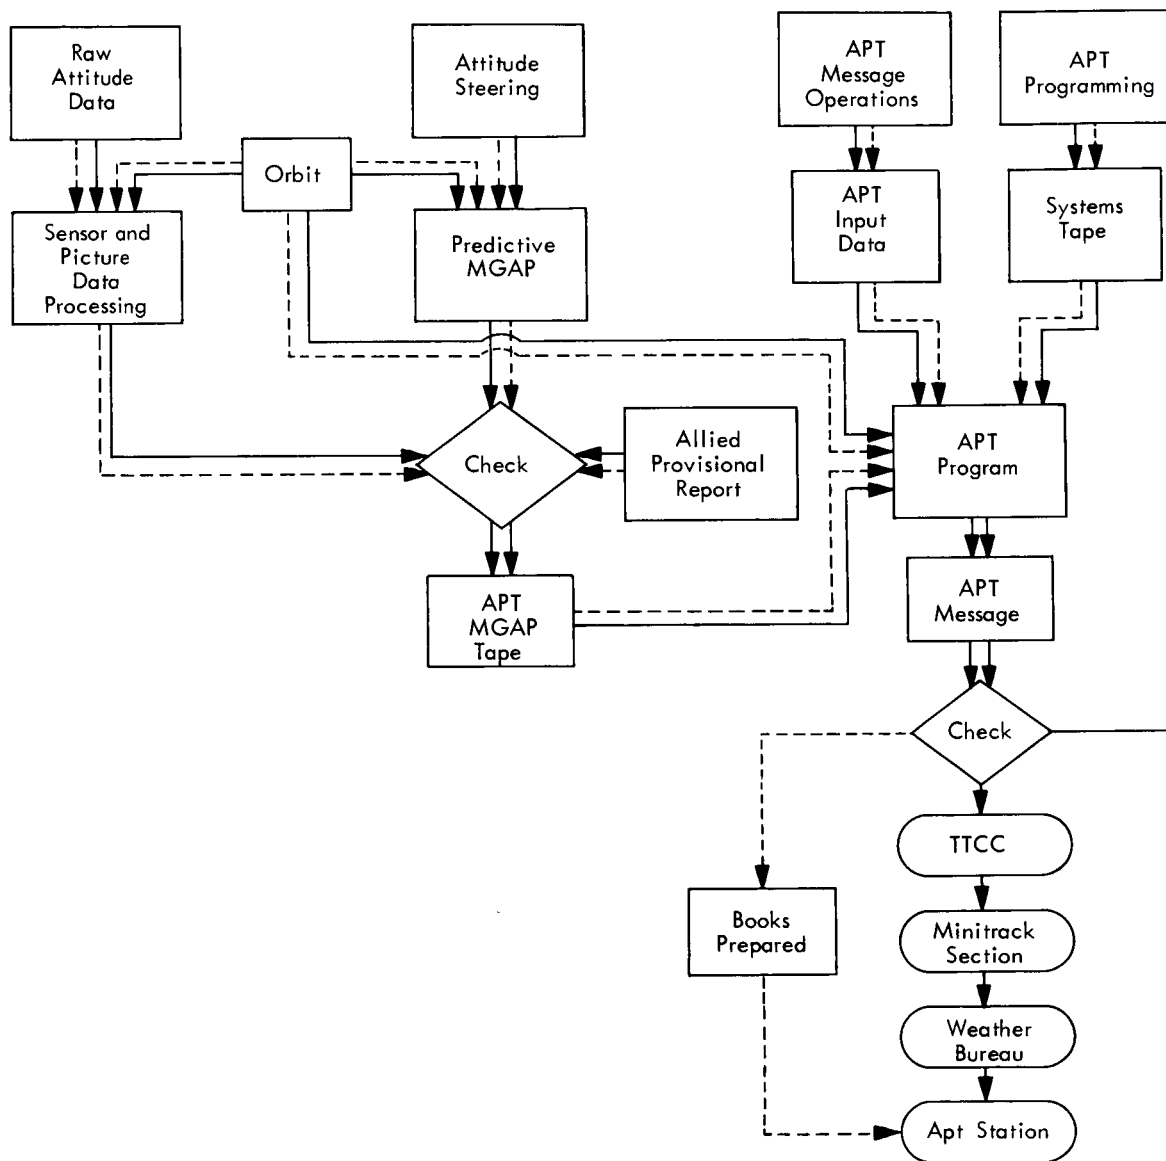 Raw
Attitude
Data
Attitude
Steering
APT
Message
Operations
APT
Programming
Orbit
Sensor and
Picture
Data
Processing
Predictive
MGAP
APT
Input
Data
Systems
Tape
Check
Allied
Provisional
Report
APT
Program
APT
MGAP
Tape
APT
Message
Check
TTCC
Books
Prepared
Minitrack
Section
Weather
Bureau
Apt Station